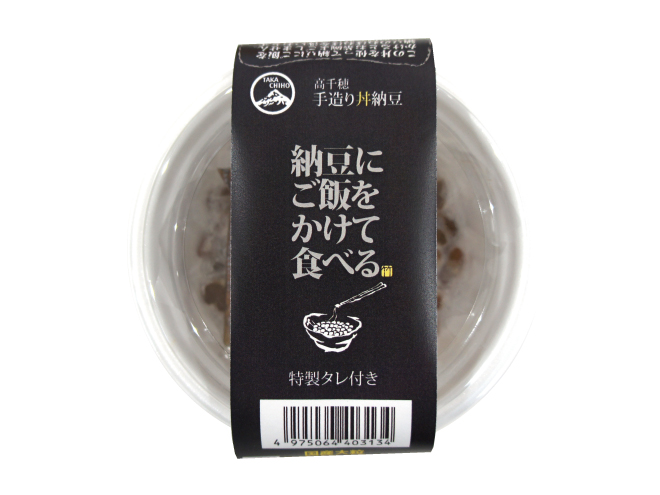 TAKA
CHIHO
高千穂
手造り丼納豆
納豆に
ご飯を
かけて
食べる
特製タレ付き
4 975064 403134